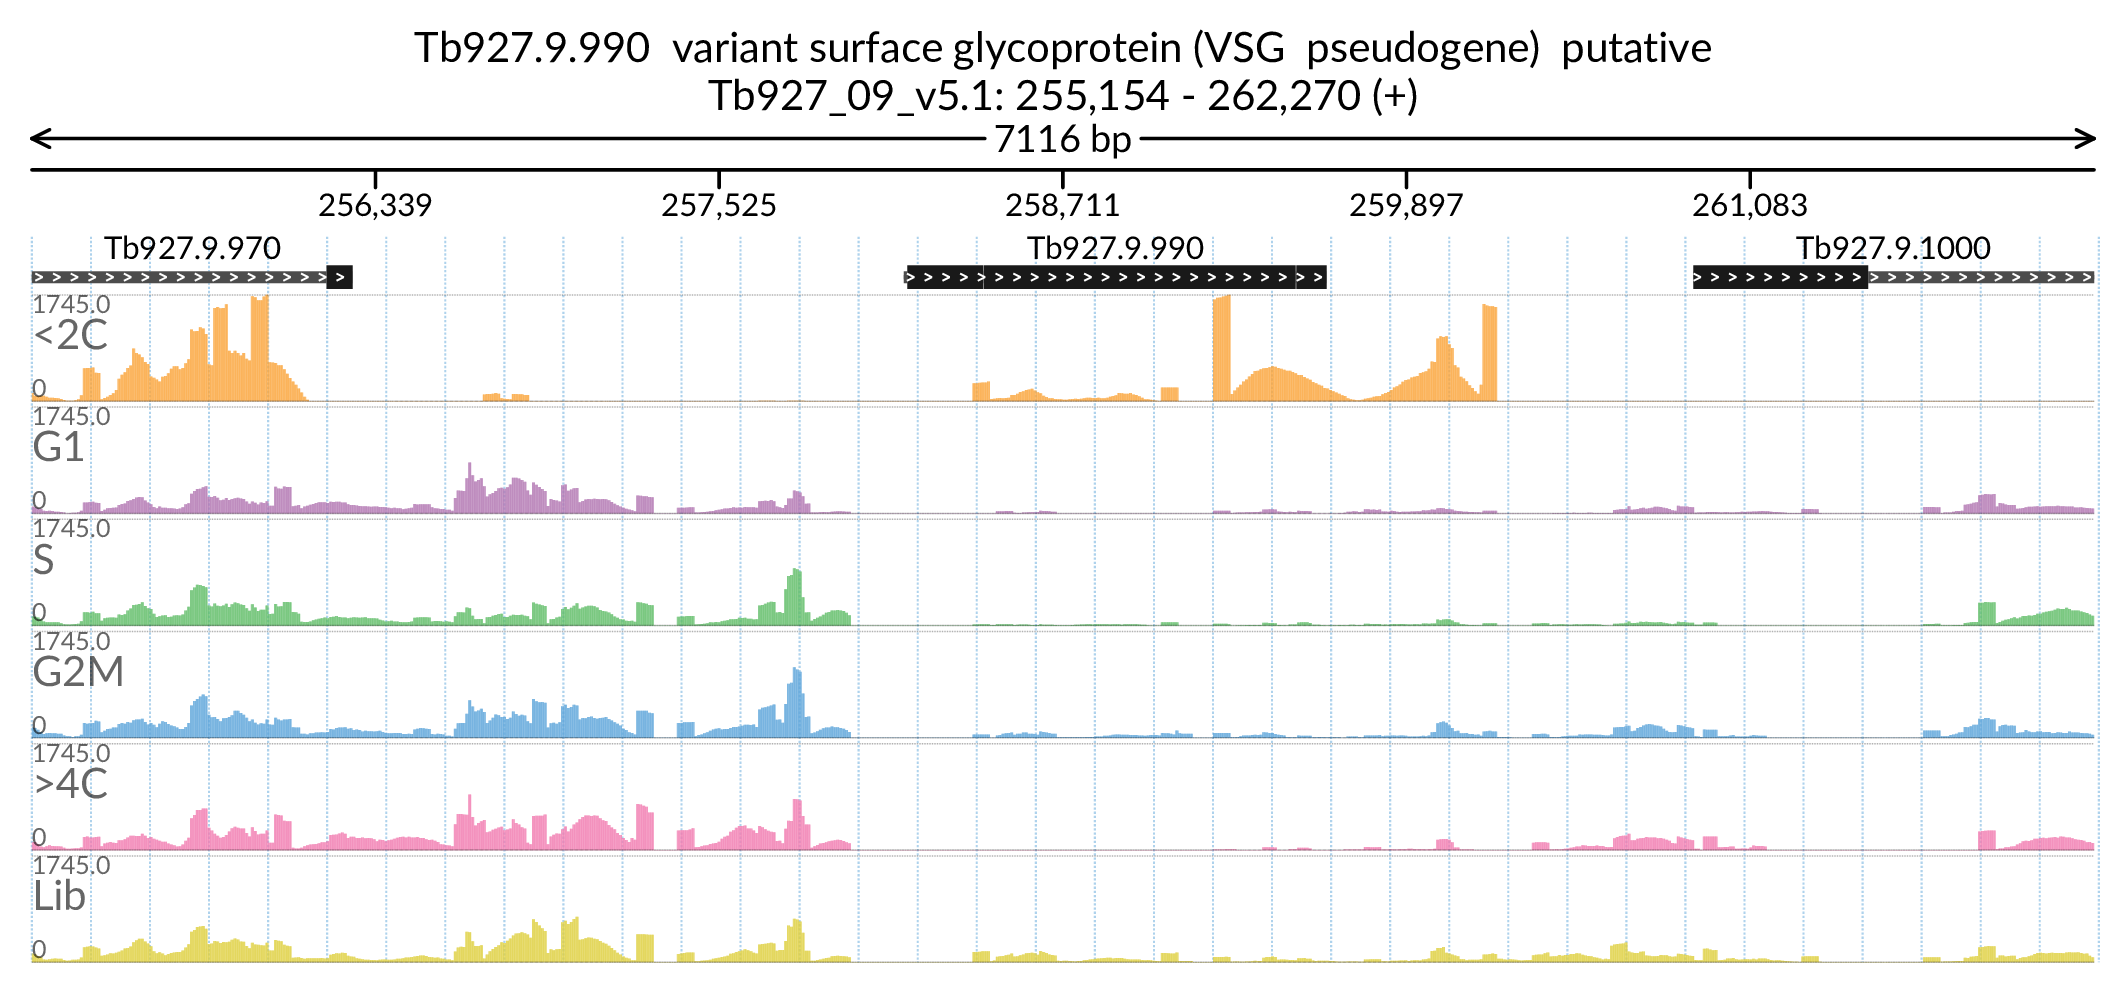 Tb927.9.990 variant surface glycoprotein (VSG pseudogene) putative
Tb927_09_v5.1: 255,154 - 262,270 (+)
7116 bp
256,339 257,525 258,711 259,897 261,083
Tb927.9.970 Tb927.9.990 Tb927.9.1000
1745.0
<2C
0
1745.0
G1
0
1745.0
S
0
1745.0
G2M
0
1745.0
>4C
0
1745.0
Lib
0